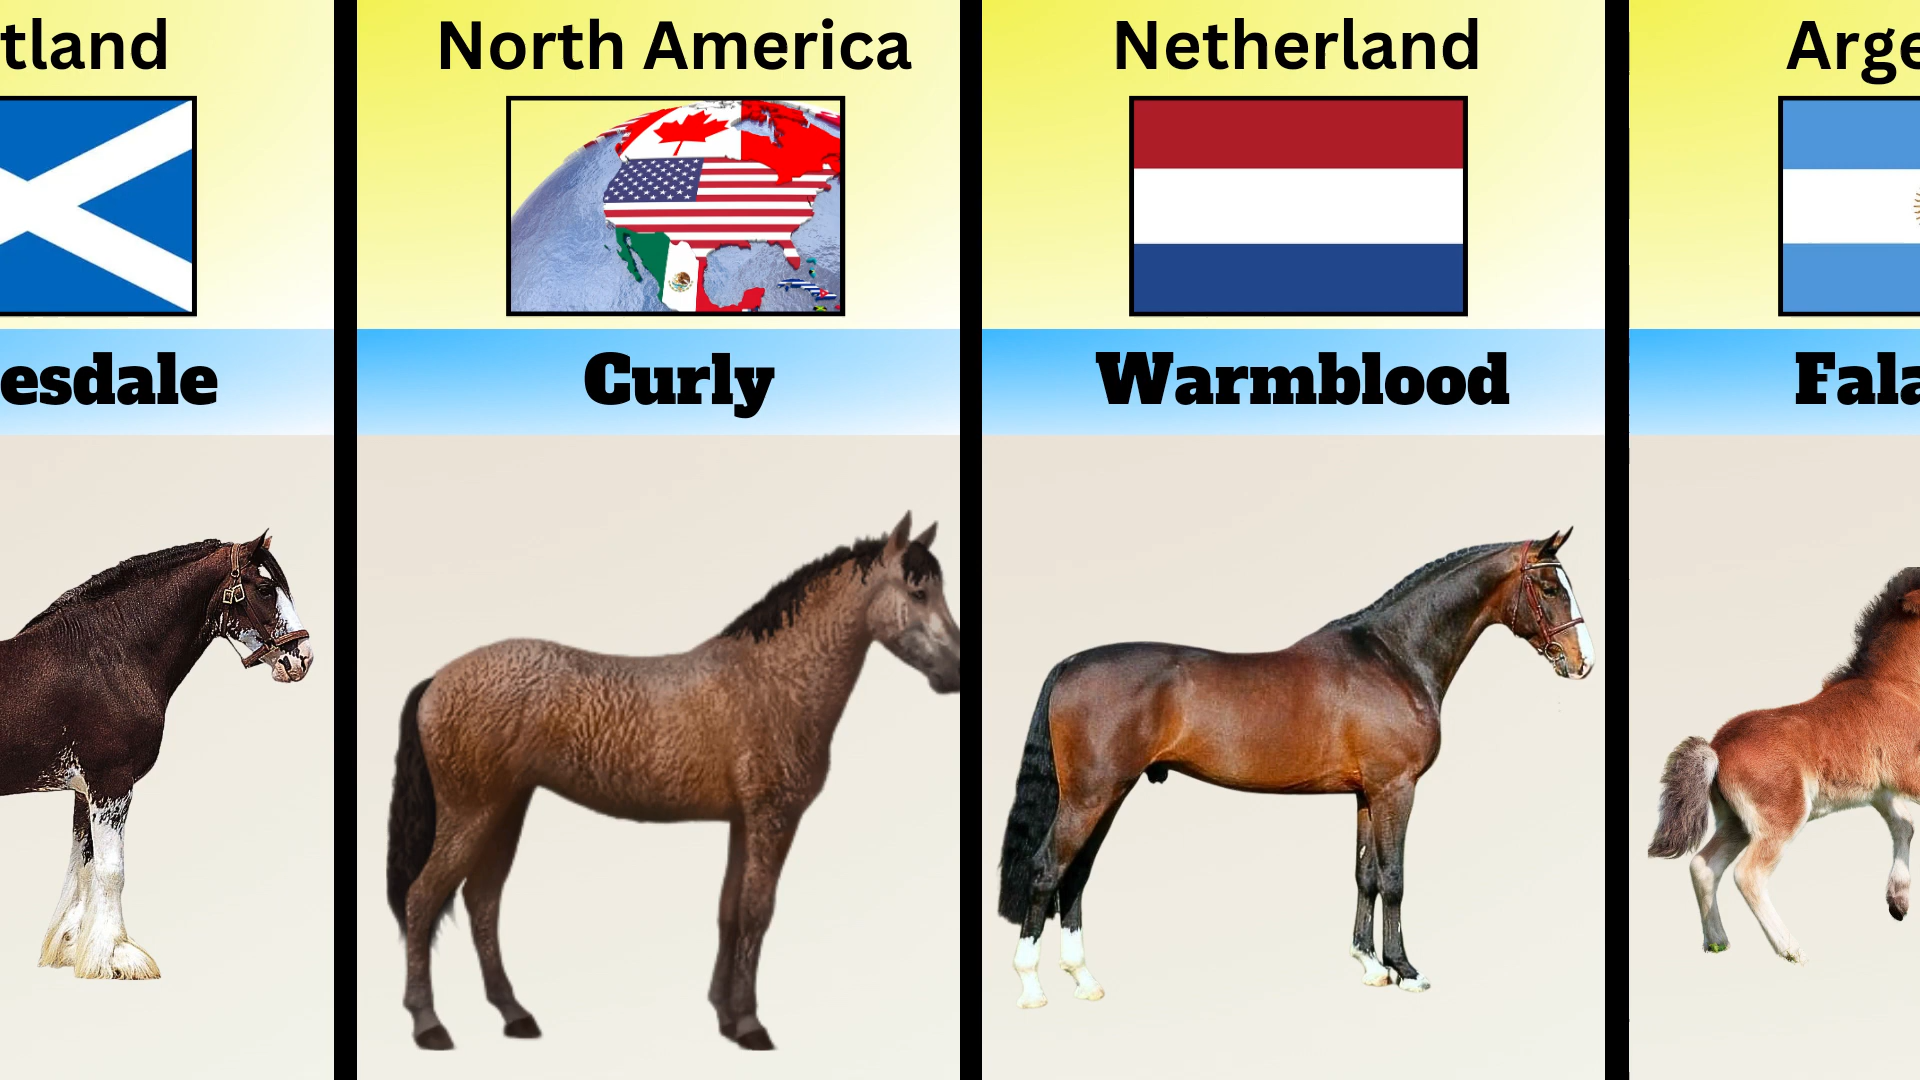 tland
esdale
North America
Curly
Netherland
Warmblood
Arge
Fala